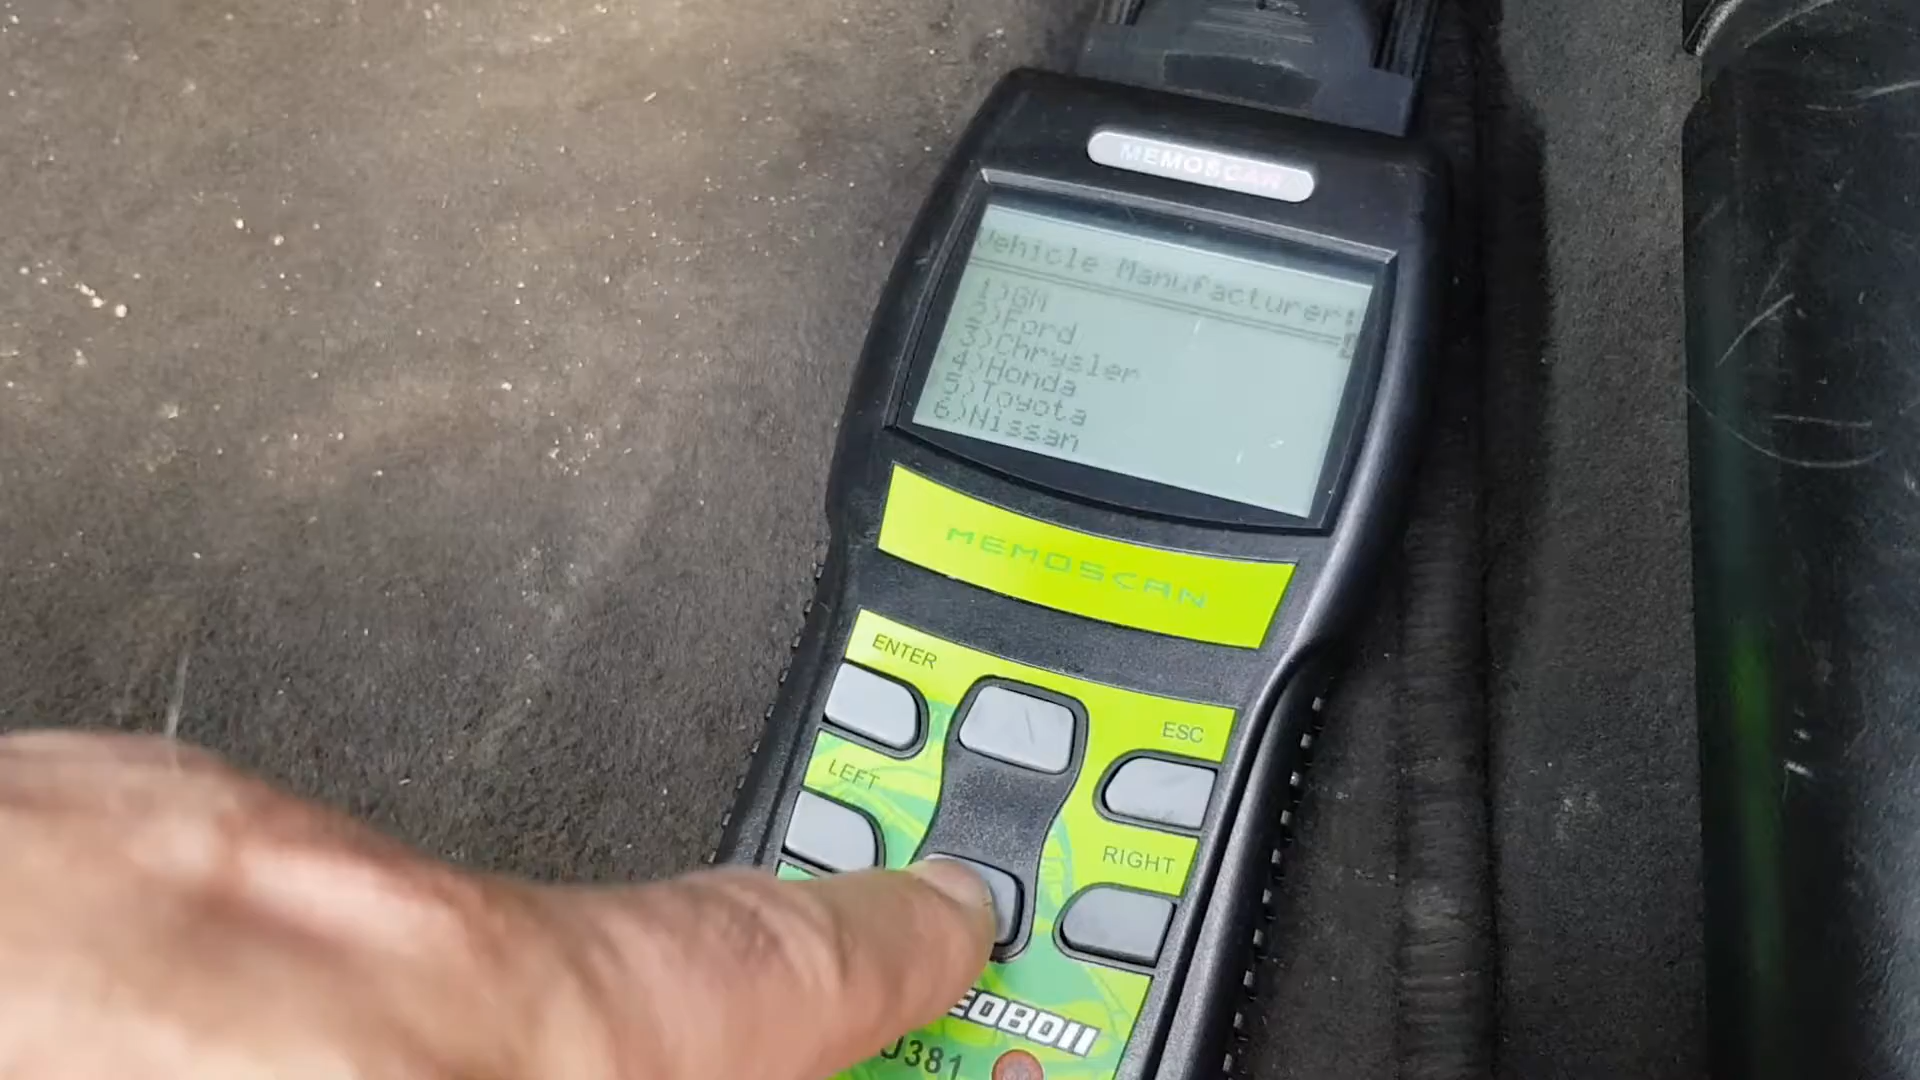 MEMOSCAN
Vehicle Manufacturer:
1)GM
2)Ford
3)Chrysler
4)Honda
5)Toyota
6)Nissan
MEMOSCAN
ENTER
ESC
LEFT
RIGHT
EOBDII
U381